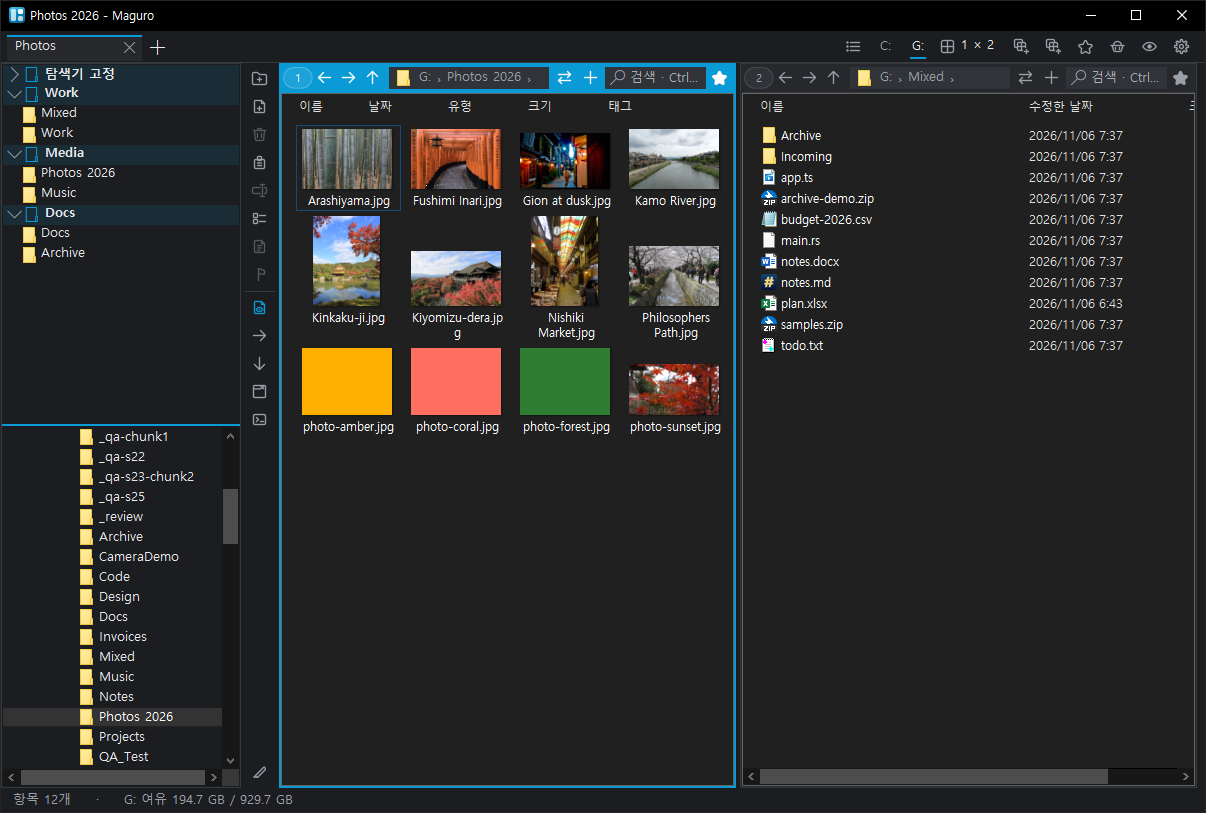 Photos 2026 - Maguro
Photos
C:
G:
1 × 2
탐색기 고정
Work
Mixed
Work
Media
Photos 2026
Music
Docs
Docs
Archive
_qa-chunk1
_qa-s22
_qa-s23-chunk2
_qa-s25
_review
Archive
CameraDemo
Code
Design
Docs
Invoices
Mixed
Music
Notes
Photos 2026
Projects
QA_Test
1
G: › Photos 2026 ›
검색 · Ctrl...
이름 날짜 유형 크기 태그
Arashiyama.jpg
Fushimi Inari.jpg
Gion at dusk.jpg
Kamo River.jpg
Kinkaku-ji.jpg
Kiyomizu-dera.jp
g
Nishiki
Market.jpg
Philosophers
Path.jpg
photo-amber.jpg
photo-coral.jpg
photo-forest.jpg
photo-sunset.jpg
2
G: › Mixed ›
검색 · Ctrl...
이름 수정한 날짜
Archive 2026/11/06 7:37
Incoming 2026/11/06 7:37
app.ts 2026/11/06 7:37
archive-demo.zip 2026/11/06 7:37
budget-2026.csv 2026/11/06 7:37
main.rs 2026/11/06 7:37
notes.docx 2026/11/06 7:37
notes.md 2026/11/06 7:37
plan.xlsx 2026/11/06 6:43
samples.zip 2026/11/06 7:37
todo.txt 2026/11/06 7:37
항목 12개 · G: 여유 194.7 GB / 929.7 GB